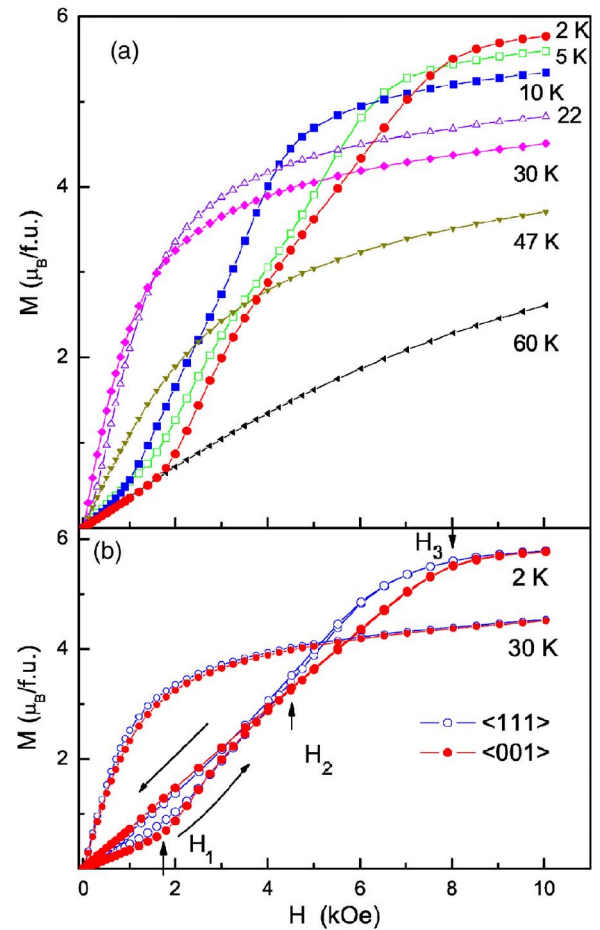 6
4
2
M (μB/f.u.)
(a)
2 K
5 K
10 K
22
30 K
47 K
60 K
6
4
2
0
M (μB/f.u.)
(b)
H3
2 K
30 K
<111>
<001>
H2
H1
0 2 4 6 8 10
H (kOe)